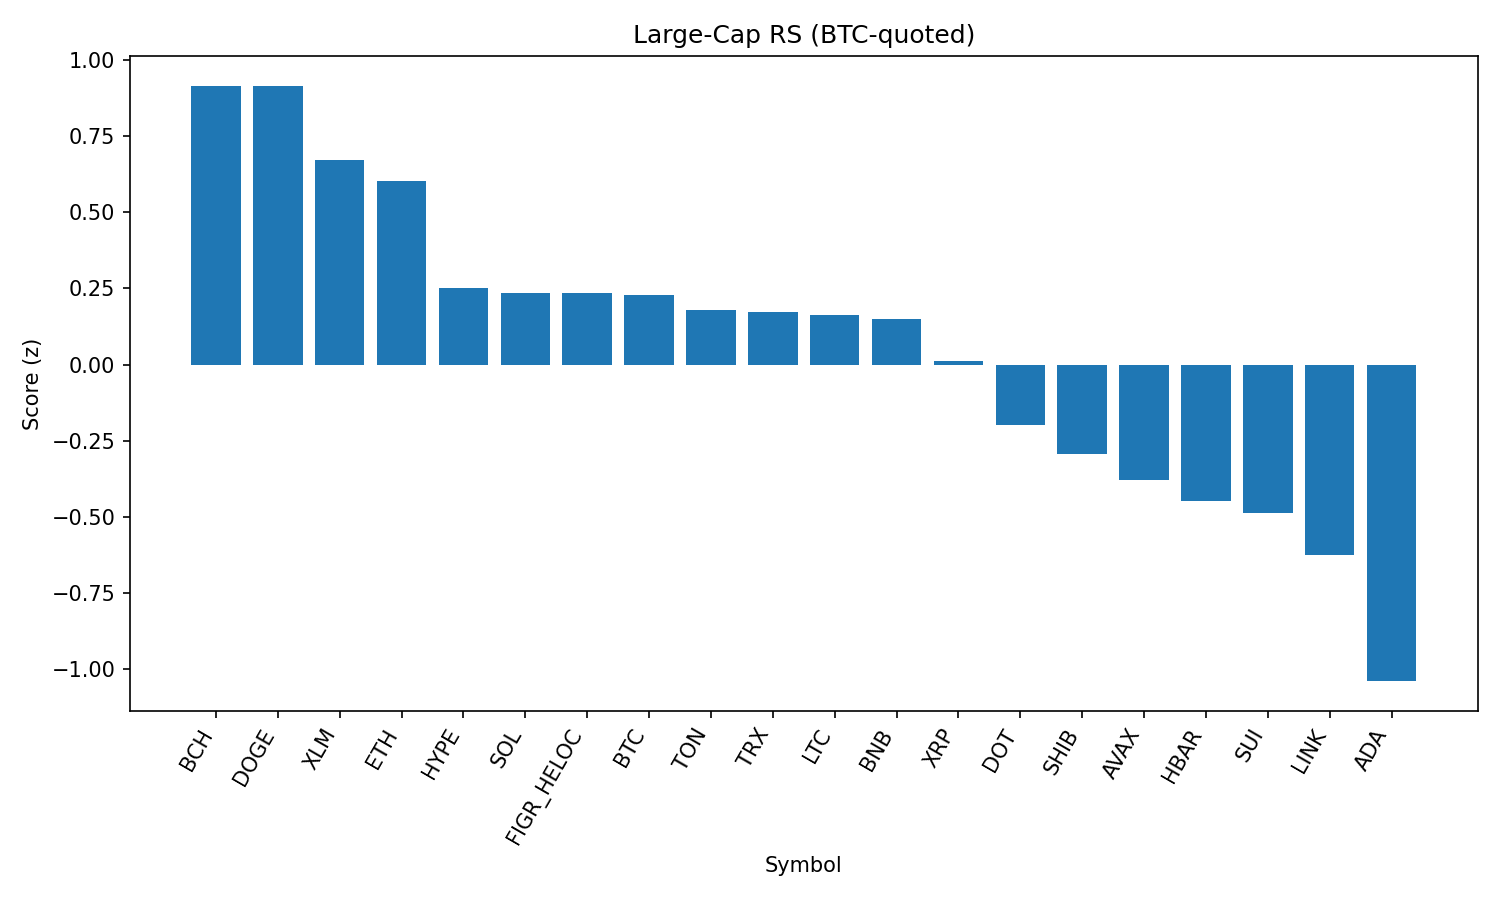 Large-Cap RS (BTC-quoted)
Score (z)
1.00
0.75
0.50
0.25
0.00
−0.25
−0.50
−0.75
−1.00
BCH
DOGE
XLM
ETH
HYPE
SOL
FIGR_HELOC
BTC
TON
TRX
LTC
BNB
XRP
DOT
SHIB
AVAX
HBAR
SUI
LINK
ADA
Symbol